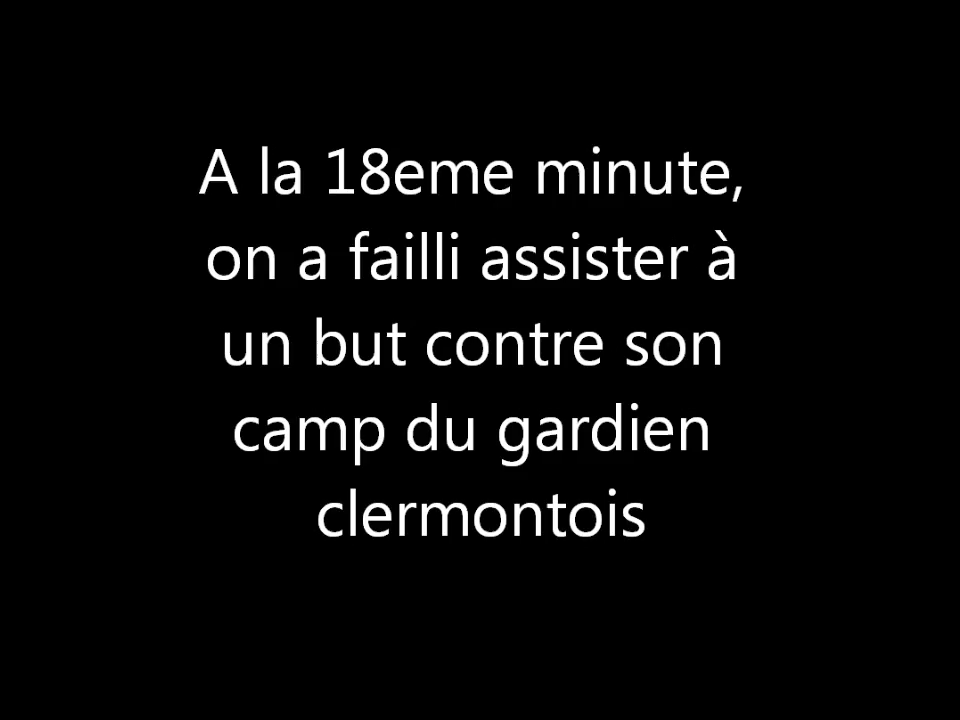 A la 18eme minute,
on a failli assister à
un but contre son
camp du gardien
clermontois